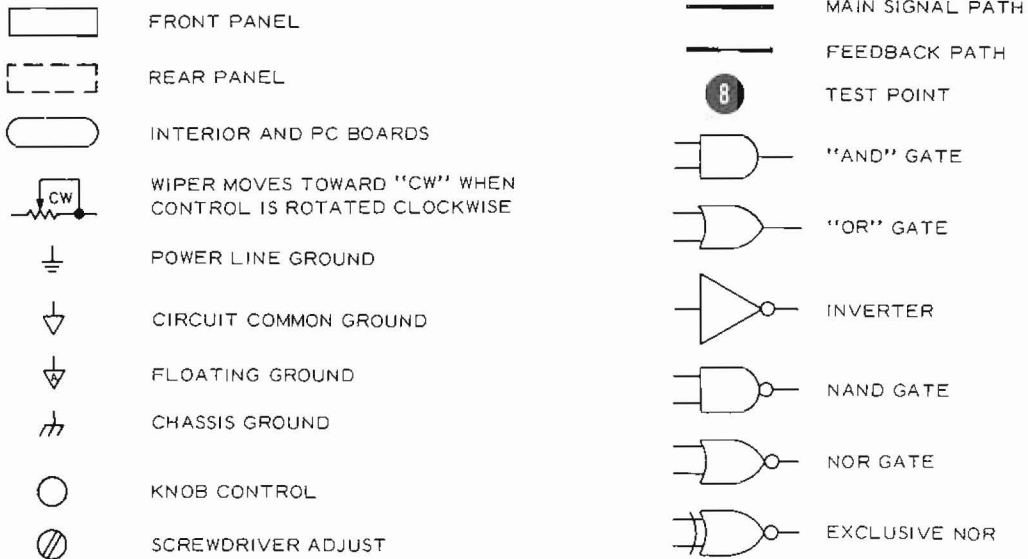 FRONT PANEL
REAR PANEL
INTERIOR AND PC BOARDS
CW
WIPER MOVES TOWARD "CW" WHEN
CONTROL IS ROTATED CLOCKWISE
POWER LINE GROUND
CIRCUIT COMMON GROUND
A
FLOATING GROUND
CHASSIS GROUND
KNOB CONTROL
SCREWDRIVER ADJUST
MAIN SIGNAL PATH
FEEDBACK PATH
8
TEST POINT
"AND" GATE
"OR" GATE
INVERTER
NAND GATE
NOR GATE
EXCLUSIVE NOR